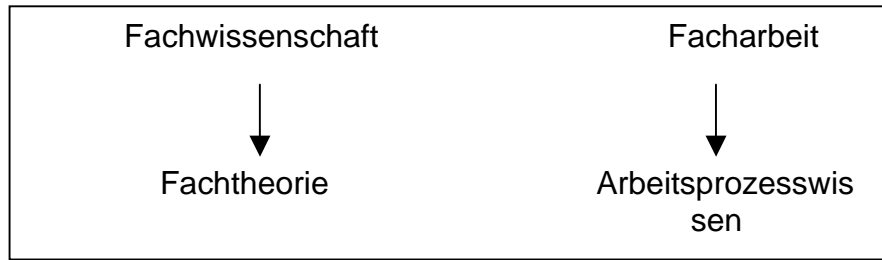 Fachwissenschaft Facharbeit
Fachtheorie Arbeitsprozesswis
sen